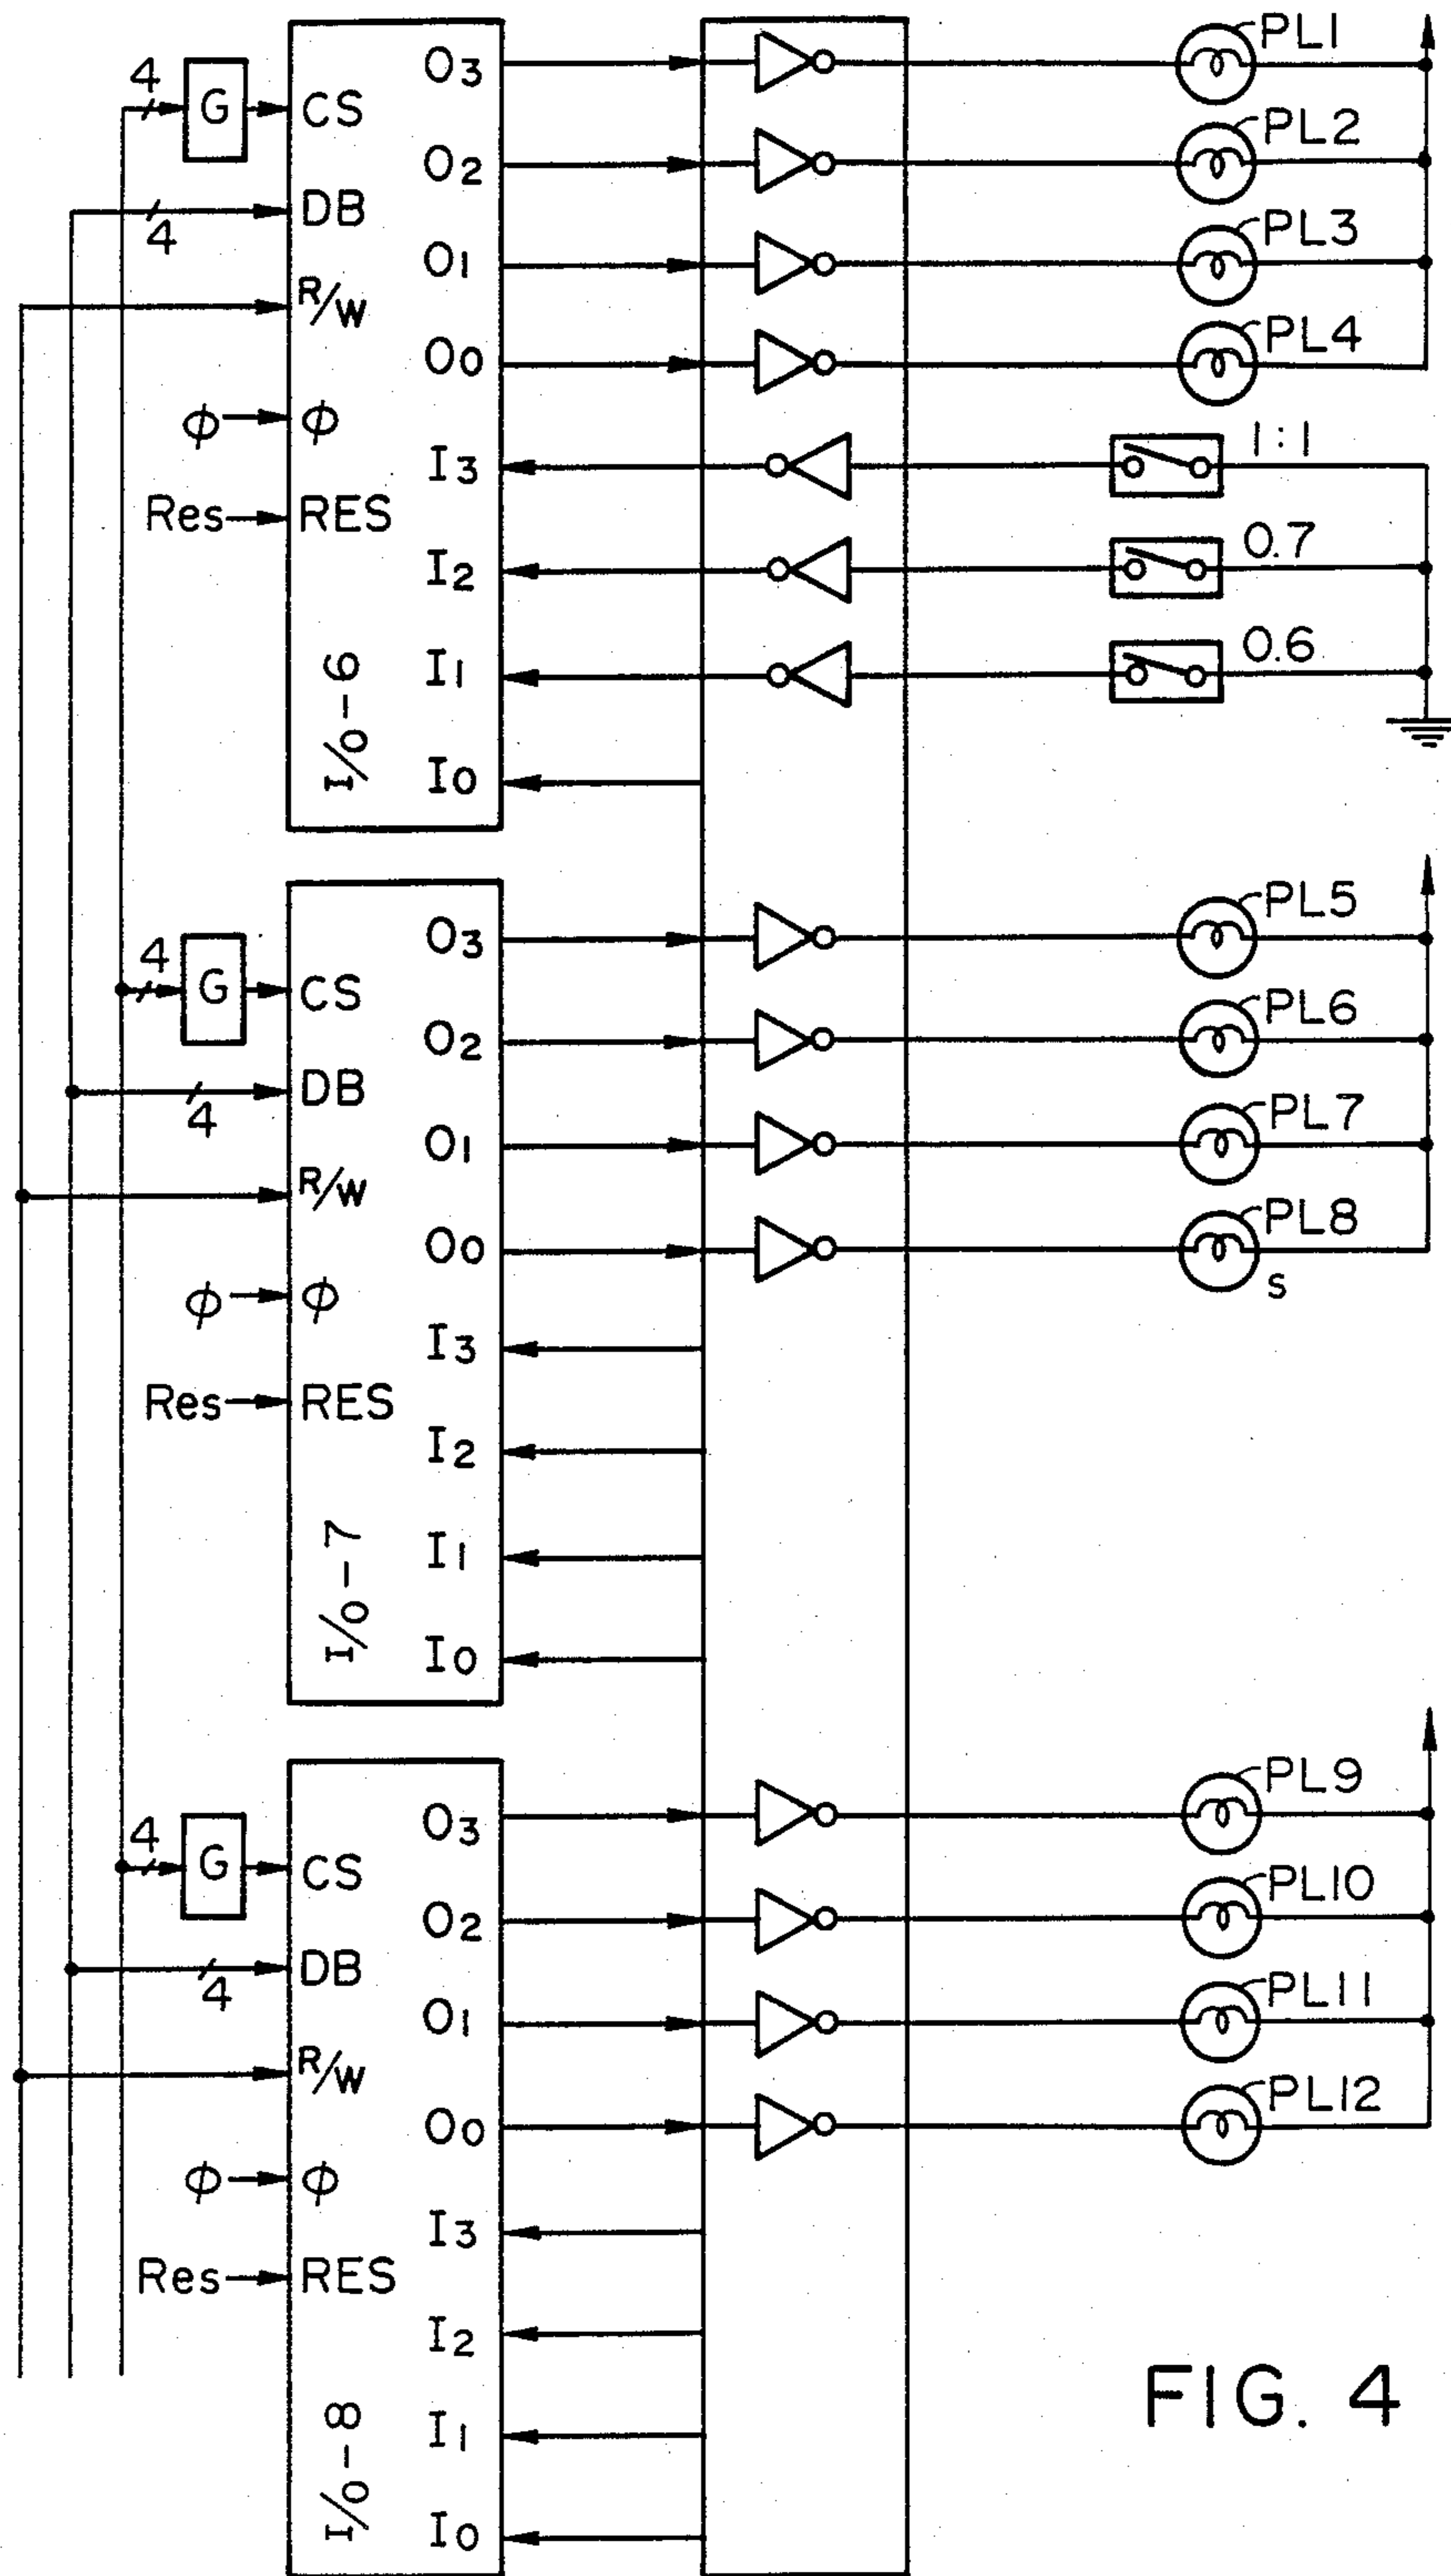 4 G CS O3 PL1
DB 4 O2 PL2
R/W O1 PL3
O0 PL4
φ φ
I3 1:1
Res RES
I2 0.7
I1 0.6
I/O-6
I0
O3 PL5
4 G CS
O2 PL6
DB 4
O1 PL7
R/W
O0 PL8
s
φ φ
I3
Res RES
I2
I1
I/O-7
I0
O3 PL9
4 G CS
O2 PL10
DB 4
O1 PL11
R/W
O0 PL12
φ φ
I3
Res RES
I2
FIG. 4
I1
I/O-8
I0